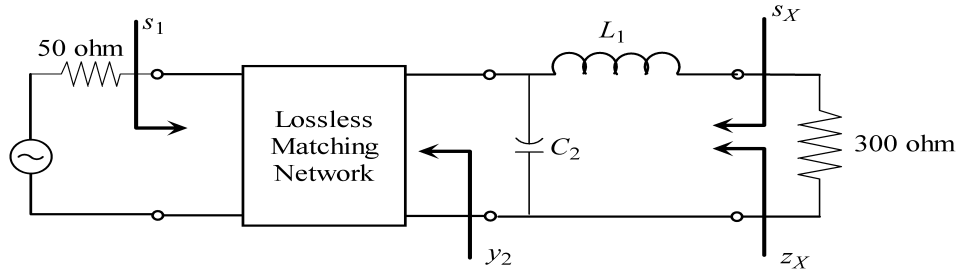 s1
50 ohm
Lossless
Matching
Network
y2
C2
L1
sX
300 ohm
zX